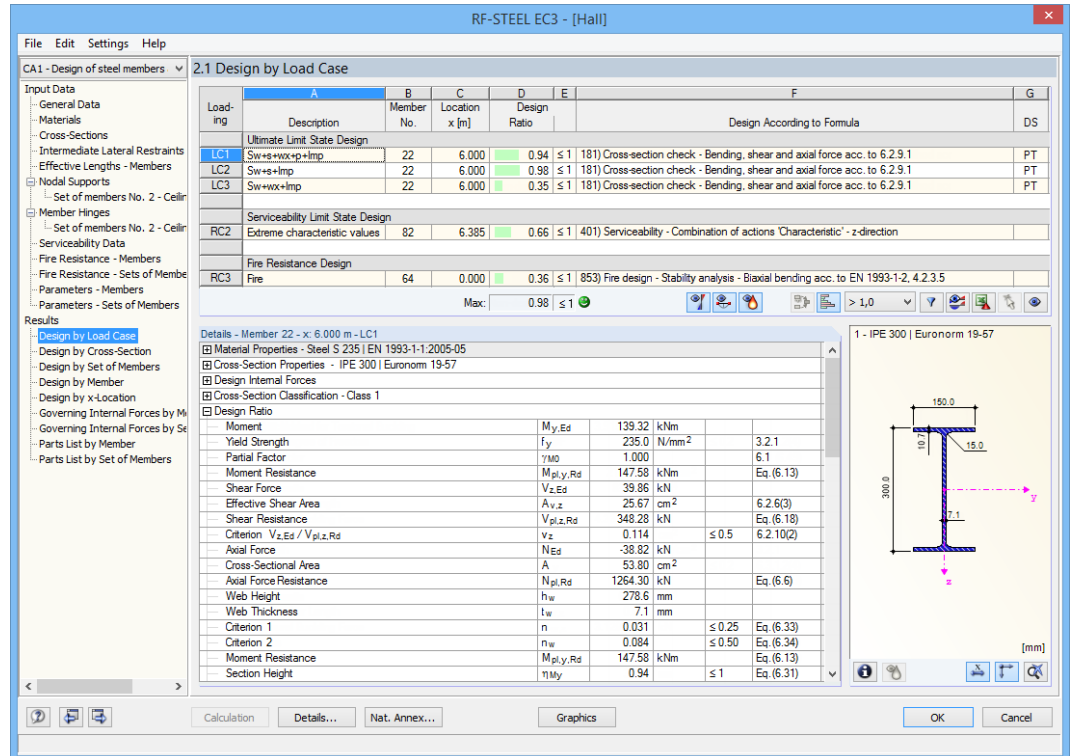 RF-STEEL EC3 - [Hall]
File Edit Settings Help
CA1 - Design of steel members
Input Data
General Data
Materials
Cross-Sections
Intermediate Lateral Restraints
Effective Lengths - Members
Nodal Supports
Set of members No. 2 - Ceilin
Member Hinges
Set of members No. 2 - Ceilin
Serviceability Data
Fire Resistance - Members
Fire Resistance - Sets of Membe
Parameters - Members
Parameters - Sets of Members
Results
Design by Load Case
Design by Cross-Section
Design by Set of Members
Design by Member
Design by x-Location
Governing Internal Forces by M
Governing Internal Forces by Se
Parts List by Member
Parts List by Set of Members
2.1 Design by Load Case
A B C D E F G
Load- Member Location Design
ing Description No. x [m] Ratio Design According to Formula DS
Ultimate Limit State Design
LC1 Sw+s+wx+p+Imp 22 6.000 0.94 ≤ 1 181) Cross-section check - Bending, shear and axial force acc. to 6.2.9.1 PT
LC2 Sw+s+Imp 22 6.000 0.98 ≤ 1 181) Cross-section check - Bending, shear and axial force acc. to 6.2.9.1 PT
LC3 Sw+wx+Imp 22 6.000 0.35 ≤ 1 181) Cross-section check - Bending, shear and axial force acc. to 6.2.9.1 PT
Serviceability Limit State Design
RC2 Extreme characteristic values 82 6.385 0.66 ≤ 1 401) Serviceability - Combination of actions 'Characteristic' - z-direction
Fire Resistance Design
RC3 Fire 64 0.000 0.36 ≤ 1 853) Fire design - Stability analysis - Biaxial bending acc. to EN 1993-1-2, 4.2.3.5
Max: 0.98 ≤ 1 > 1,0
Details - Member 22 - x: 6.000 m - LC1
Material Properties - Steel S 235 | EN 1993-1-1:2005-05
Cross-Section Properties - IPE 300 | Euronorm 19-57
Design Internal Forces
Cross-Section Classification - Class 1
Design Ratio
Moment My,Ed 139.32 kNm
Yield Strength fy 235.0 N/mm2 3.2.1
Partial Factor γM0 1.000 6.1
Moment Resistance Mpl,y,Rd 147.58 kNm Eq.(6.13)
Shear Force Vz,Ed 39.86 kN
Effective Shear Area Av,z 25.67 cm2 6.2.6(3)
Shear Resistance Vpl,z,Rd 348.28 kN Eq.(6.18)
Criterion Vz,Ed / Vpl,z,Rd vz 0.114 ≤ 0.5 6.2.10(2)
Axial Force NEd -38.82 kN
Cross-Sectional Area A 53.80 cm2
Axial Force Resistance Npl,Rd 1264.30 kN Eq.(6.6)
Web Height hw 278.6 mm
Web Thickness tw 7.1 mm
Criterion 1 n 0.031 ≤ 0.25 Eq.(6.33)
Criterion 2 nw 0.084 ≤ 0.50 Eq.(6.34)
Moment Resistance Mpl,y,Rd 147.58 kNm Eq.(6.13)
Section Height ηMy 0.94 ≤ 1 Eq.(6.31)
1 - IPE 300 | Euronorm 19-57
150.0
10.7
15.0
300.0
y
7.1
z
[mm]
Calculation Details... Nat. Annex... Graphics OK Cancel